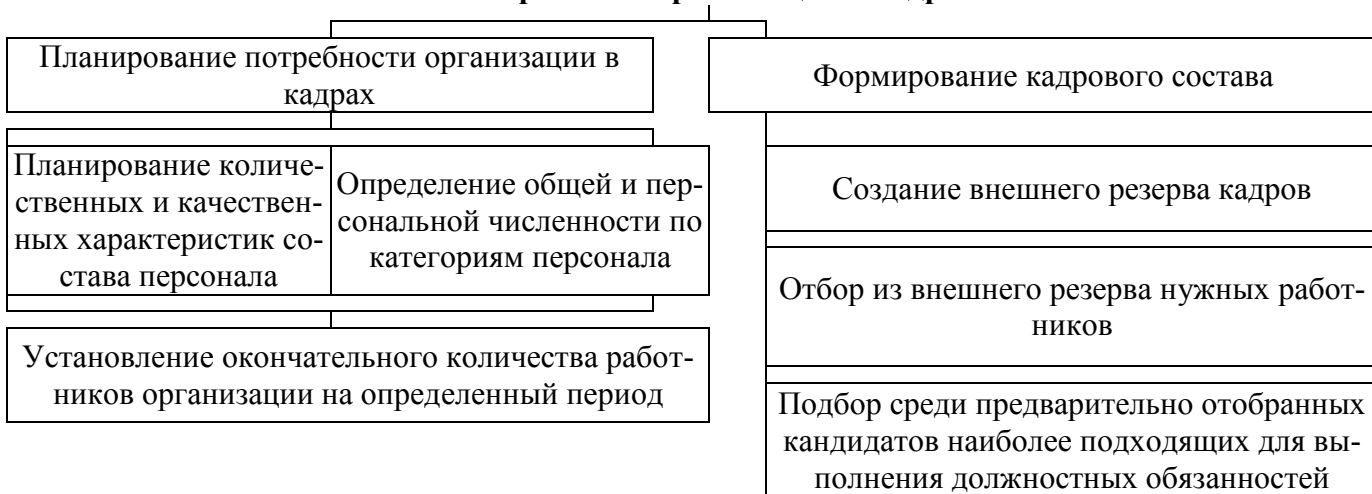 Планирование потребности организации в
кадрах
Формирование кадрового состава
Планирование количе-
ственных и качествен-
ных характеристик со-
става персонала
Определение общей и пер-
сональной численности по
категориям персонала
Установление окончательного количества работ-
ников организации на определенный период
Создание внешнего резерва кадров
Отбор из внешнего резерва нужных работ-
ников
Подбор среди предварительно отобранных
кандидатов наиболее подходящих для вы-
полнения должностных обязанностей